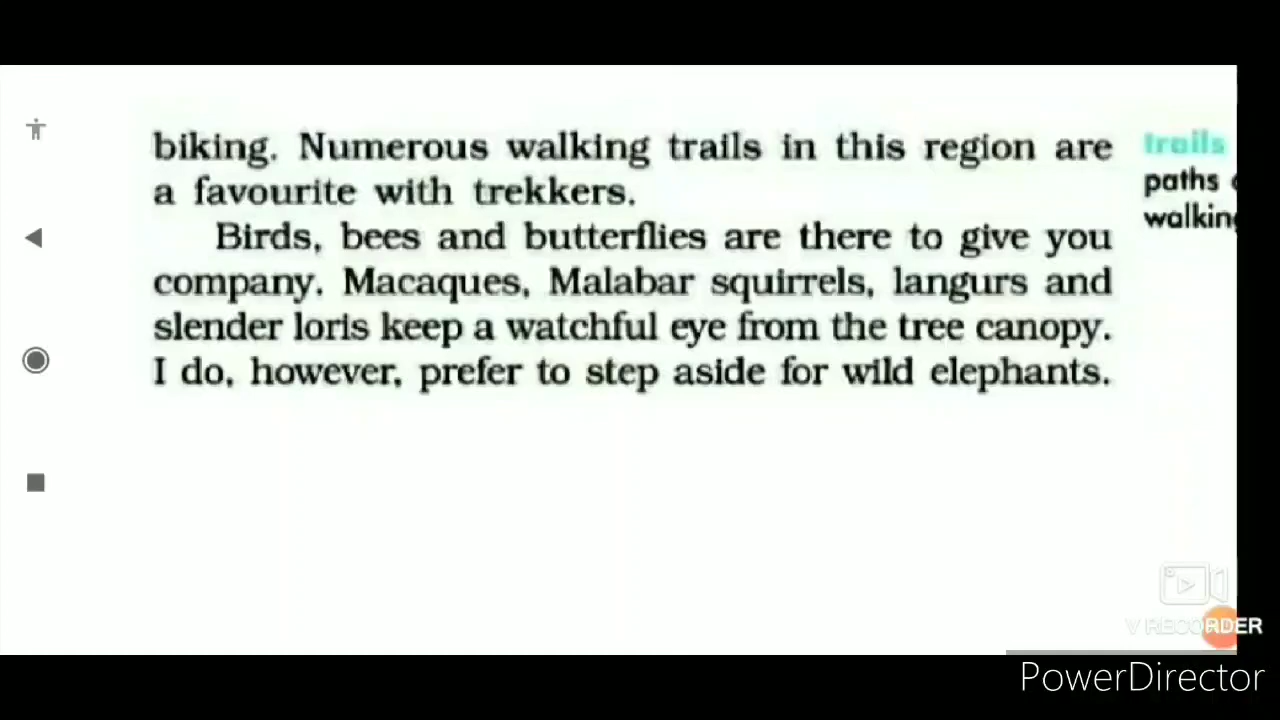 biking. Numerous walking trails in this region are
a favourite with trekkers.
Birds, bees and butterflies are there to give you
company. Macaques, Malabar squirrels, langurs and
slender loris keep a watchful eye from the tree canopy.
I do, however, prefer to step aside for wild elephants.
trails
paths
walking
V RECORDER
PowerDirector